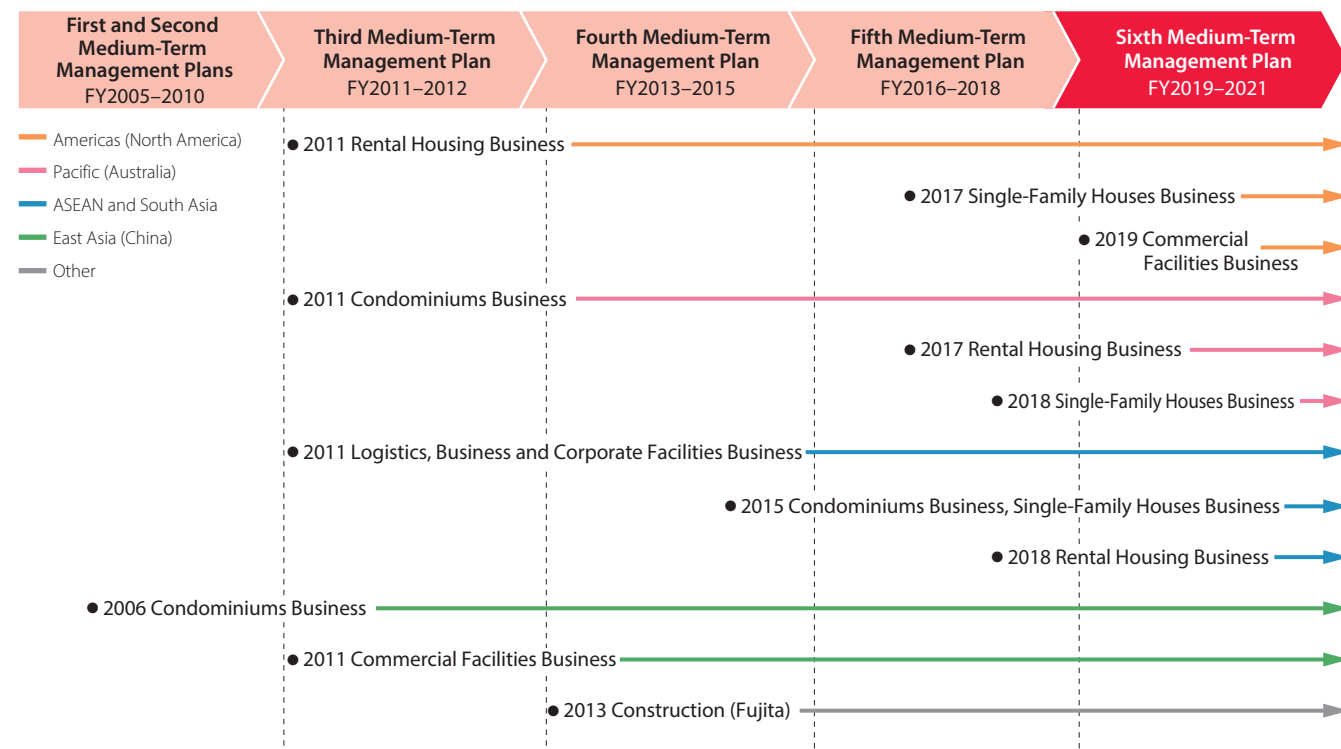 First and Second
Medium-Term
Management Plans
FY2005–2010
Third Medium-Term
Management Plan
FY2011–2012
Fourth Medium-Term
Management Plan
FY2013–2015
Fifth Medium-Term
Management Plan
FY2016–2018
Sixth Medium-Term
Management Plan
FY2019–2021
Americas (North America)
Pacific (Australia)
ASEAN and South Asia
East Asia (China)
Other
● 2011 Rental Housing Business
● 2017 Single-Family Houses Business
● 2019 Commercial
Facilities Business
● 2011 Condominiums Business
● 2017 Rental Housing Business
● 2018 Single-Family Houses Business
● 2011 Logistics, Business and Corporate Facilities Business
● 2015 Condominiums Business, Single-Family Houses Business
● 2018 Rental Housing Business
● 2006 Condominiums Business
● 2011 Commercial Facilities Business
● 2013 Construction (Fujita)